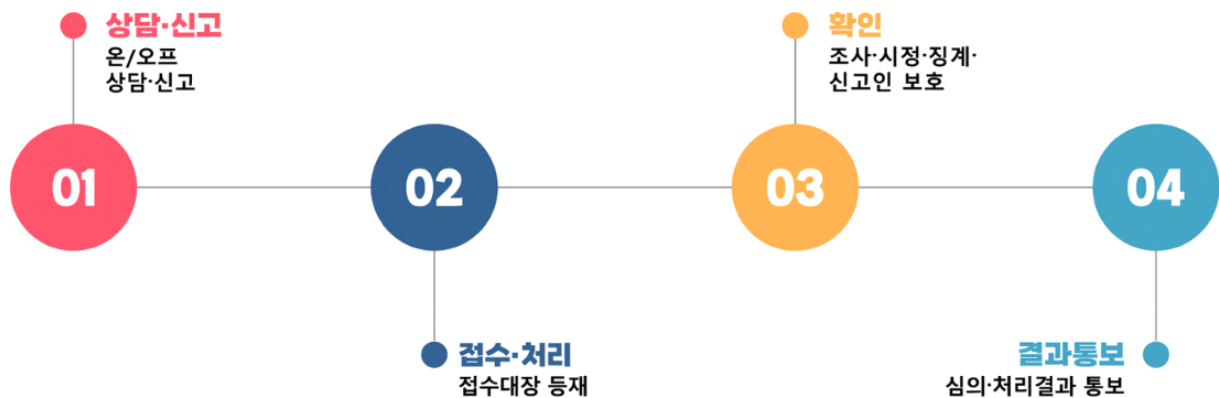 상담·신고
온/오프
상담·신고
확인
조사·시정·징계·
신고인 보호
01
02
03
04
접수·처리
접수대장 등재
결과통보
심의·처리결과 통보